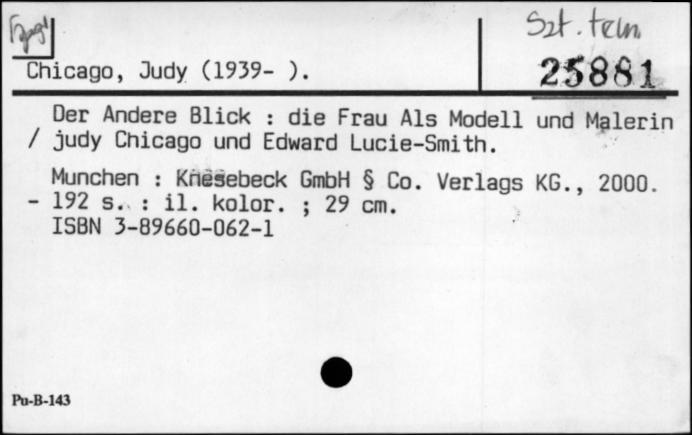 Szt. teln
25881
Chicago, Judy (1939- ).
Der Andere Blick : die Frau Als Modell und Malerin
/ judy Chicago und Edward Lucie-Smith.
Munchen : Knesebeck GmbH § Co. Verlags KG., 2000.
- 192 s. : il. kolor. ; 29 cm.
ISBN 3-89660-062-1
Pu-B-143